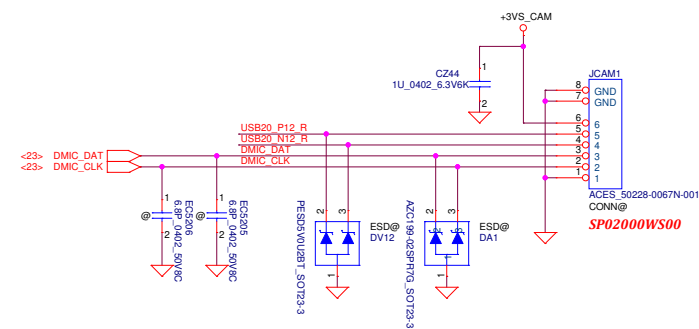 +3VS_CAM
JCAM1
CZ44
1U_0402_6.3V6K
1
2
8
7
6
5
4
3
2
1
GND
GND
6
5
4
3
2
1
USB20_P12_R
USB20_N12_R
DMIC_DAT
DMIC_CLK
<23> DMIC_DAT
<23> DMIC_CLK
ACES_50228-0067N-001
CONN@
SP02000WS00
1
@
2
EC5206
6.8P_0402_50V8C
1
@
2
EC5205
6.8P_0402_50V8C
PESD5V0U2BT_SOT23-3
2
3
1
ESD@
DV12
AZC199-02SPR7G_SOT23-3
2
3
1
ESD@
DA1